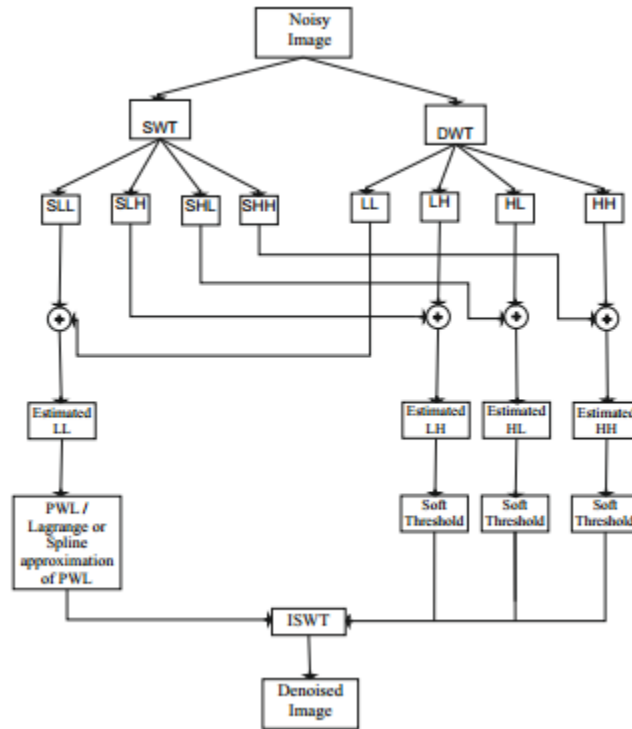 Noisy
Image
SWT
DWT
SLL
SLH
SHL
SHH
LL
LH
HL
HH
Estimated
LL
Estimated
LH
Estimated
HL
Estimated
HH
PWL /
Lagrange or
Spline
approximation
of PWL
Soft
Threshold
Soft
Threshold
Soft
Threshold
ISWT
Denoised
Image